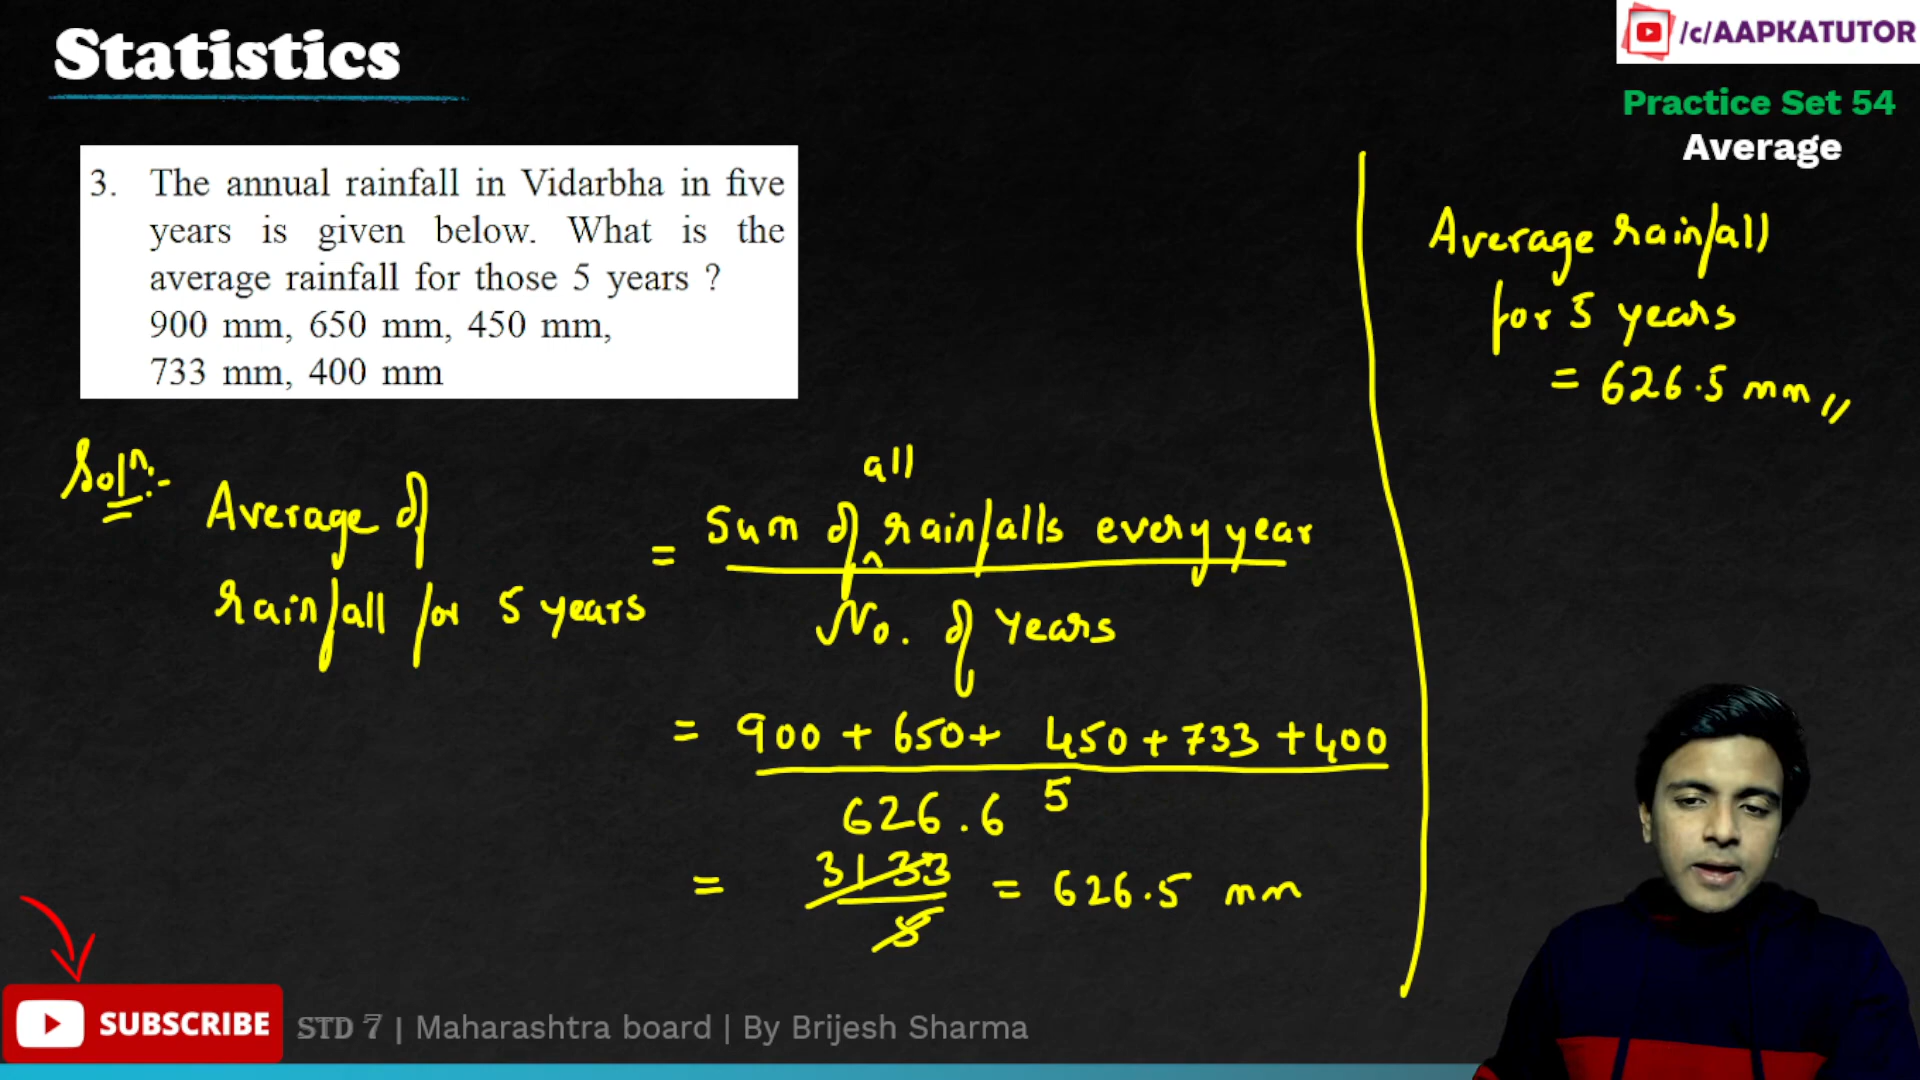 Statistics
/c/AAPKATUTOR
Practice Set 54
Average
3. The annual rainfall in Vidarbha in five
years is given below. What is the
average rainfall for those 5 years ?
900 mm, 650 mm, 450 mm,
733 mm, 400 mm
Soln:-
Average of
rainfall for 5 years
all
= Sum of ^ rainfalls every year
No. of years
= 900 + 650 + 450 + 733 + 400
5
626.6
= 3133 = 626.5 mm
5
Average rainfall
for 5 years
= 626.5 mm,,
SUBSCRIBE
STD 7 | Maharashtra board | By Brijesh Sharma